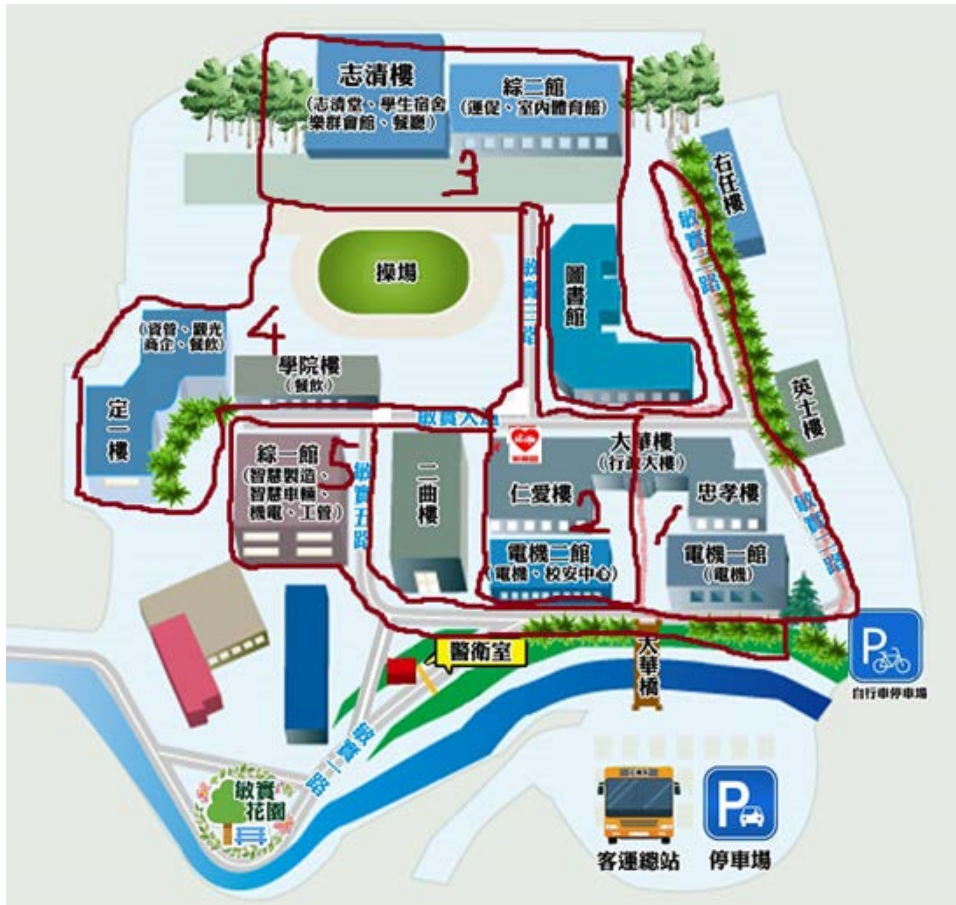 志清樓
(志清堂、學生宿舍
樂群會館、餐廳)
綜二館
(運促、室內體育館)
3
右任樓
敏實二路
操場
敏實三路
圖書館
4
(資管、觀光
商企、餐飲)
學院樓
(餐飲)
定一樓
敏實大道
英士樓
綜一館
(智慧製造、
智慧車輛、
機電、工管)
5
敏實五路
二曲樓
大華樓
(行政大樓)
仁愛樓
2
忠孝樓
1
電機二館
(電機、校安中心)
電機一館
(電機)
敏實二路
醫衛室
大華橋
P
自行車停車場
敏實一路
敏實
花園
P
客運總站
停車場